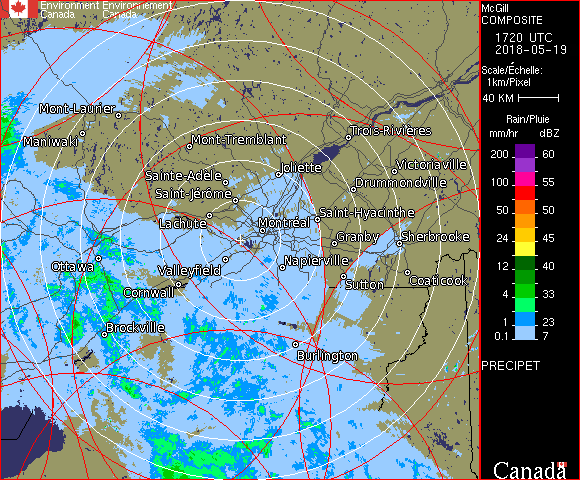 Environment Environnement
Canada Canada
McGill
COMPOSITE
1720 UTC
2018-05-19
Scale/Échelle:
1km/Pixel
40 KM
Rain/Pluie
mm/hr dBZ
200 60
100 55
50 50
24 45
12 40
8 33
4 33
1 23
0.1 7
PRECIPET
Canada
Mont-Laurier
Maniwaki
Mont-Tremblant
Trois-Rivières
Joliette
Victoriaville
Sainte-Adèle
Drummondville
Saint-Jérôme
Saint-Hyacinthe
Lachute
Montréal
Granby
Sherbrooke
Ottawa
Valleyfield
Napierville
Cornwall
Sutton
Coaticook
Brockville
Burlington